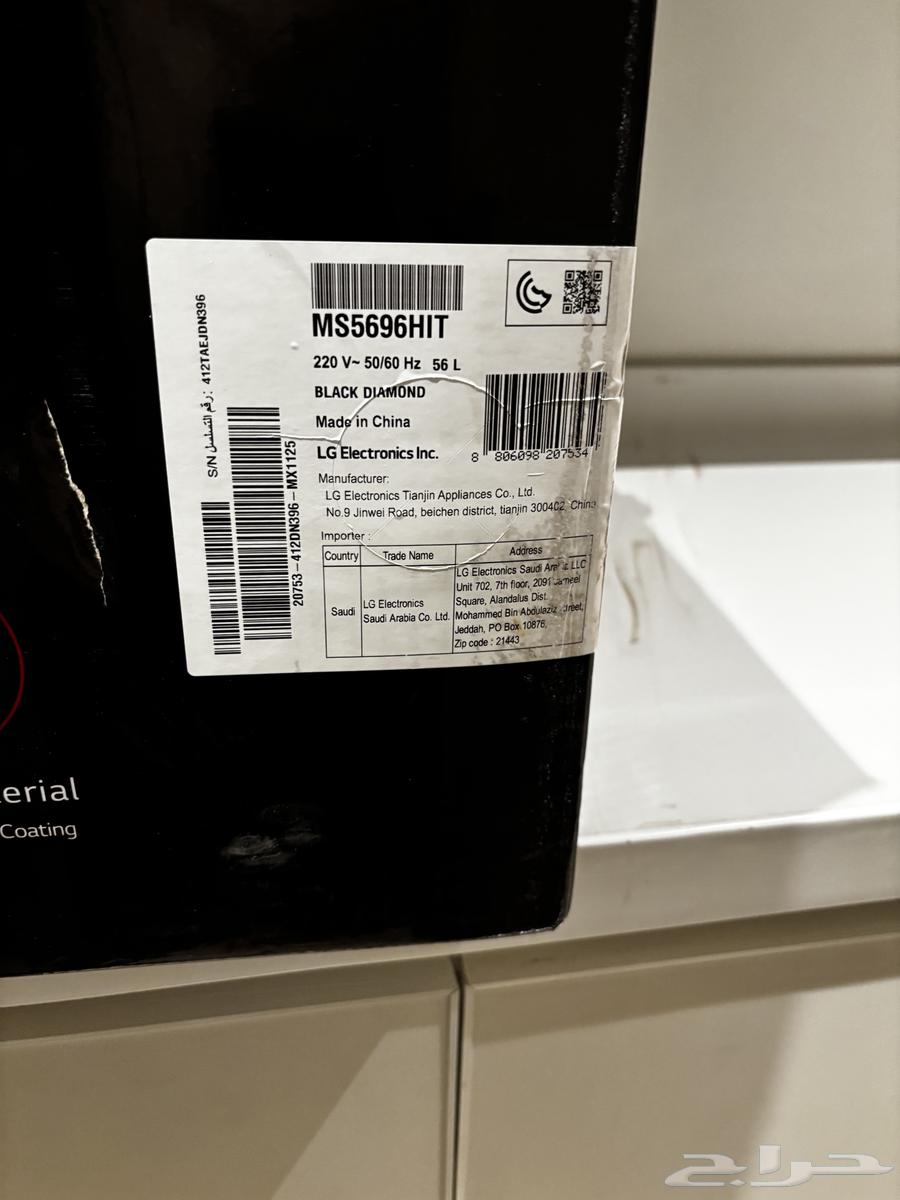 MS5696HIT
220 V~ 50/60 Hz 56 L
BLACK DIAMOND
Made in China
LG Electronics Inc.
8 806098 207534
Manufacturer:
LG Electronics Tianjin Appliances Co., Ltd.
No.9 Jinwei Road, beichen district, tianjin 300402, China
Importer :
Country Trade Name Address
Saudi
LG Electronics
Saudi Arabia Co. Ltd.
LG Electronics Saudi LLC
Unit 702, 7th floor, 2091
Square, Alandalus Dist.
Mohammed Bin Abdulaziz
Jeddah, PO Box 10876,
Zip code : 21443
S/N رقم التسلسل: 412TAEJDN396
20753-412DN396-MX1125
erial
Coating
حراج